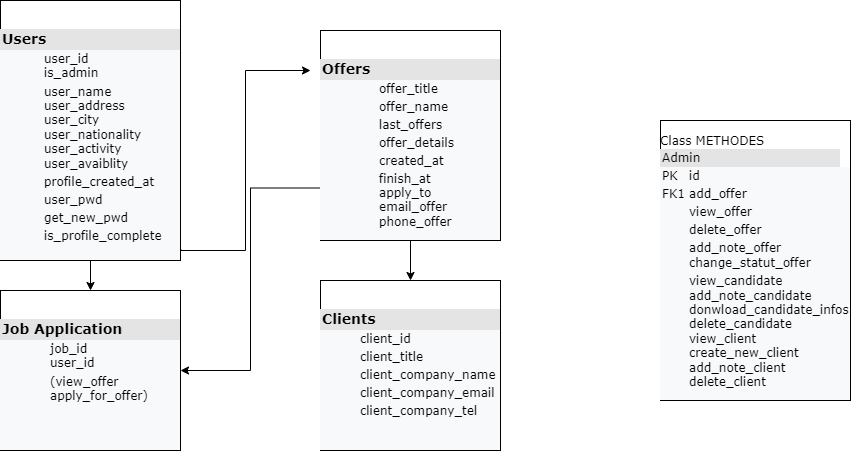 Users
user_id
is_admin
user_name
user_address
user_city
user_nationality
user_activity
user_avaiblity
profile_created_at
user_pwd
get_new_pwd
is_profile_complete
Offers
offer_title
offer_name
last_offers
offer_details
created_at
finish_at
apply_to
email_offer
phone_offer
Job Application
job_id
user_id
(view_offer
apply_for_offer)
Clients
client_id
client_title
client_company_name
client_company_email
client_company_tel
Class METHODES
Admin
PK id
FK1 add_offer
view_offer
delete_offer
add_note_offer
change_statut_offer
view_candidate
add_note_candidate
donwload_candidate_infos
delete_candidate
view_client
create_new_client
add_note_client
delete_client